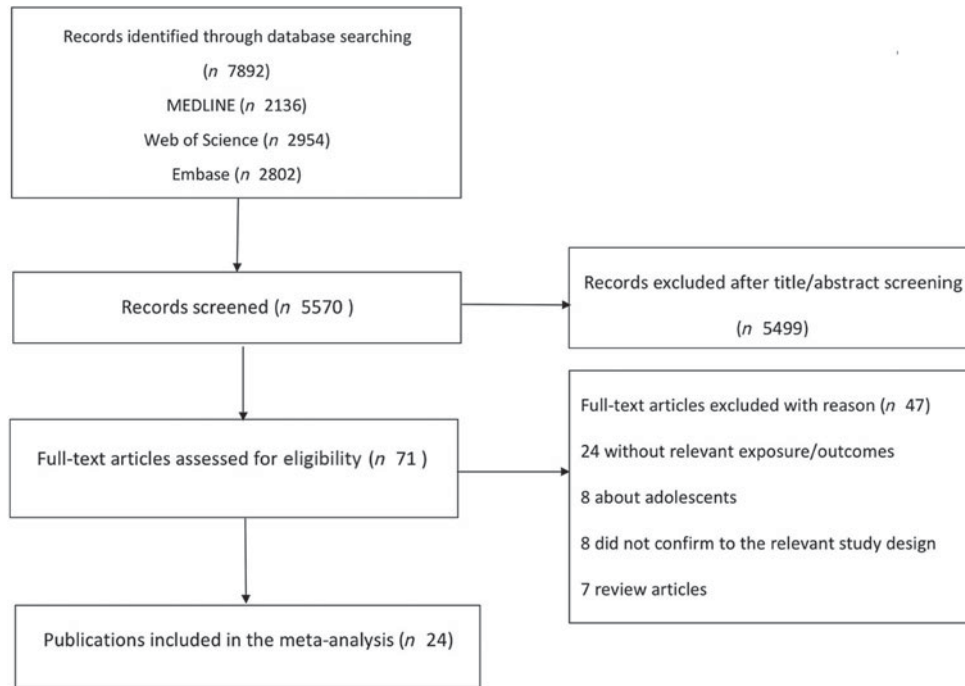 Records identified through database searching
(n 7892)
MEDLINE (n 2136)
Web of Science (n 2954)
Embase (n 2802)
Records screened (n 5570 )
Records excluded after title/abstract screening
(n 5499)
Full-text articles assessed for eligibility (n 71 )
Full-text articles excluded with reason (n 47)
24 without relevant exposure/outcomes
8 about adolescents
8 did not confirm to the relevant study design
7 review articles
Publications included in the meta-analysis (n 24)